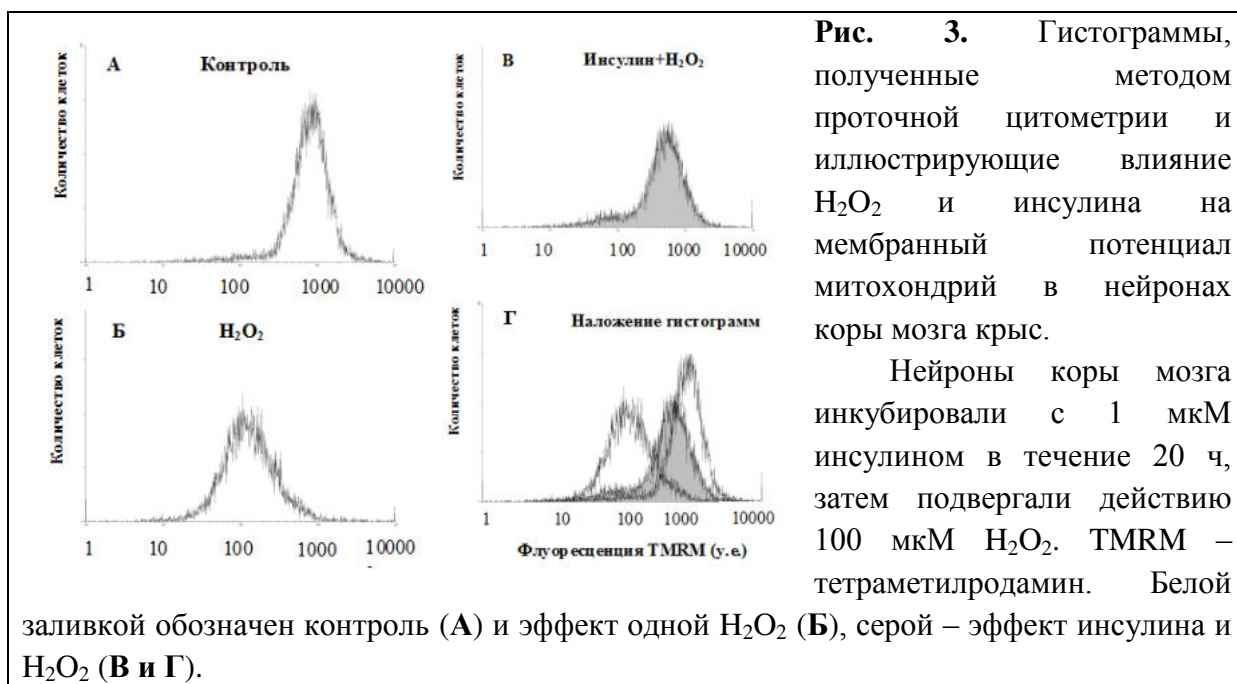 А
Контроль
Количество клеток
1 10 100 1000 10000
Б
H₂O₂
Количество клеток
1 10 100 1000 10000
В
Инсулин+H₂O₂
Количество клеток
1 10 100 1000 10000
Г
Наложение гистограмм
Количество клеток
1 10 100 1000 10000
Флуоресценция TMRM (у.е.)
Рис. 3. Гистограммы,
полученные методом
проточной цитометрии и
иллюстрирующие влияние
H₂O₂ и инсулина на
мембранный потенциал
митохондрий в нейронах
коры мозга крыс.
Нейроны коры мозга
инкубировали с 1 мкМ
инсулином в течение 20 ч,
затем подвергали действию
100 мкМ H₂O₂. TMRM –
тетраметилродамин. Белой
заливкой обозначен контроль (А) и эффект одной H₂O₂ (Б), серой – эффект инсулина и
H₂O₂ (В и Г).